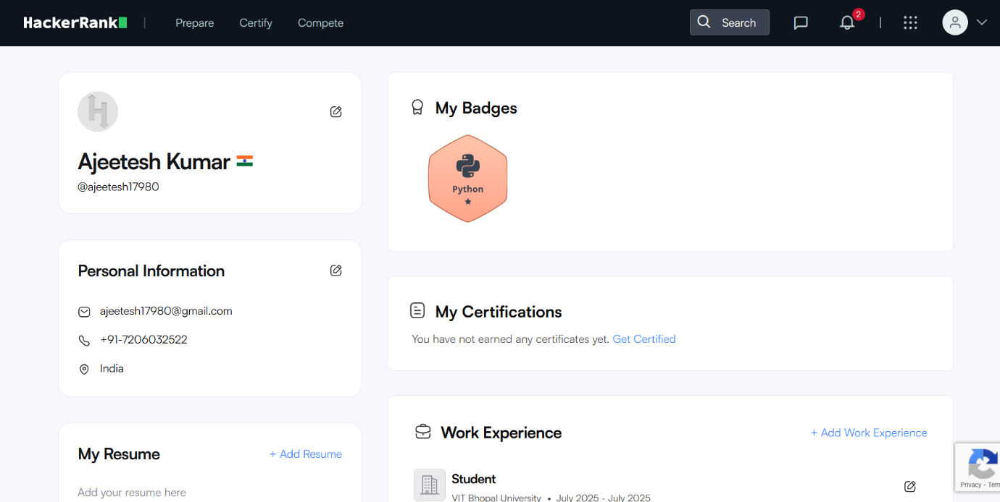 HackerRank | Prepare Certify Compete Search 2 |
Ajeetesh Kumar
@ajeetesh17980
Personal Information
ajeetesh17980@gmail.com
+91-7206032522
India
My Resume + Add Resume
Add your resume here
My Badges
Python
My Certifications
You have not earned any certificates yet. Get Certified
Work Experience + Add Work Experience
Student
VIT Bhopal University • July 2025 - July 2025
Privacy - Tern